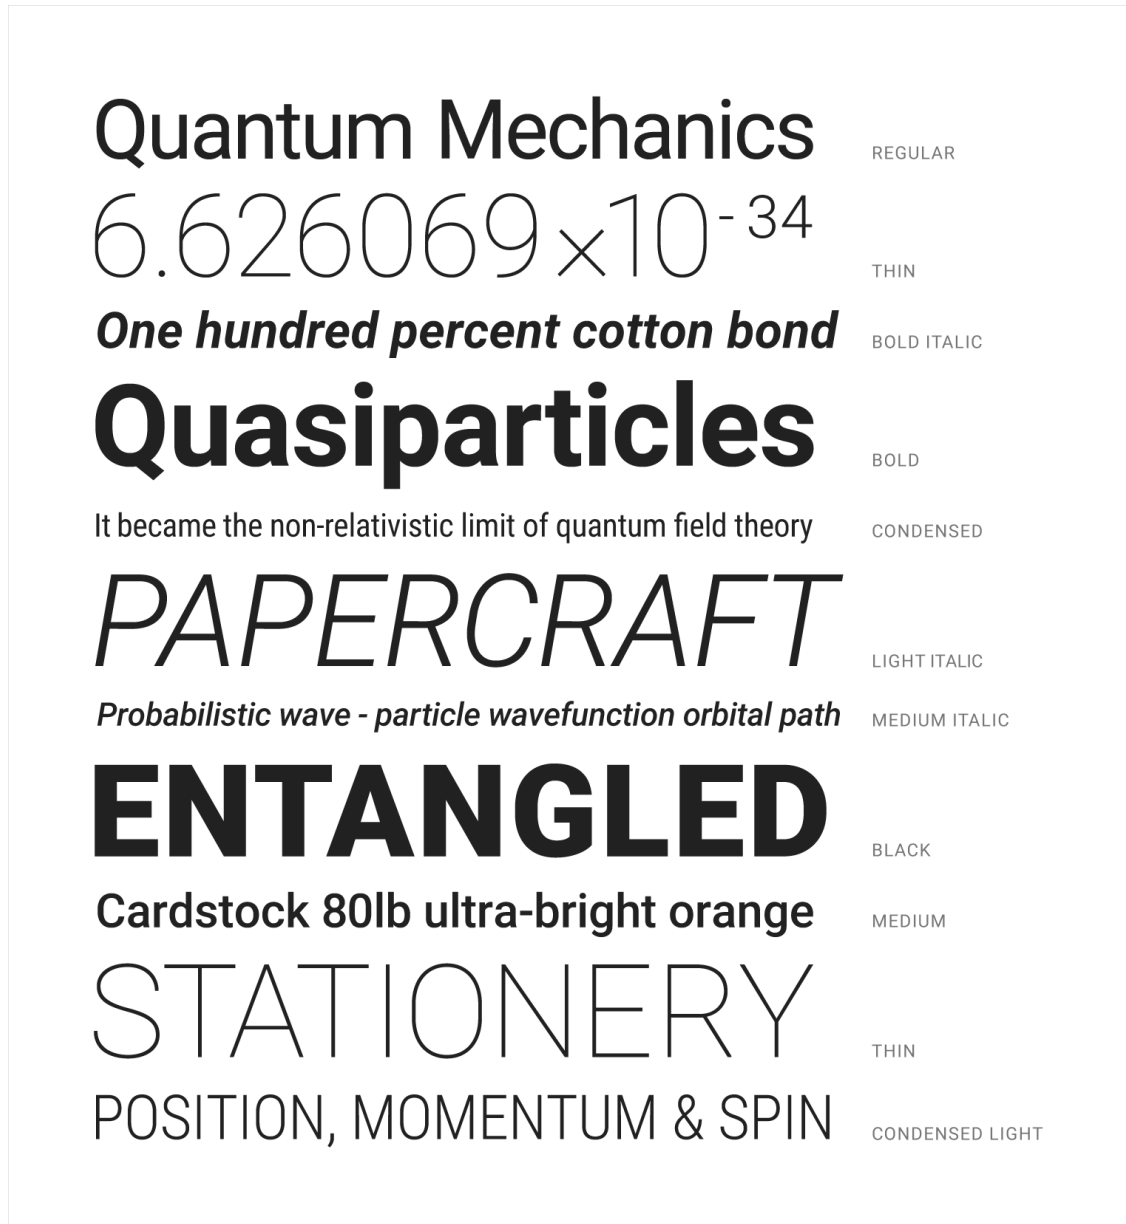 Quantum Mechanics REGULAR
6.626069×10⁻³⁴ THIN
One hundred percent cotton bond BOLD ITALIC
Quasiparticles BOLD
It became the non-relativistic limit of quantum field theory CONDENSED
PAPERCRAFT LIGHT ITALIC
Probabilistic wave - particle wavefunction orbital path MEDIUM ITALIC
ENTANGLED BLACK
Cardstock 80lb ultra-bright orange MEDIUM
STATIONERY THIN
POSITION, MOMENTUM & SPIN CONDENSED LIGHT